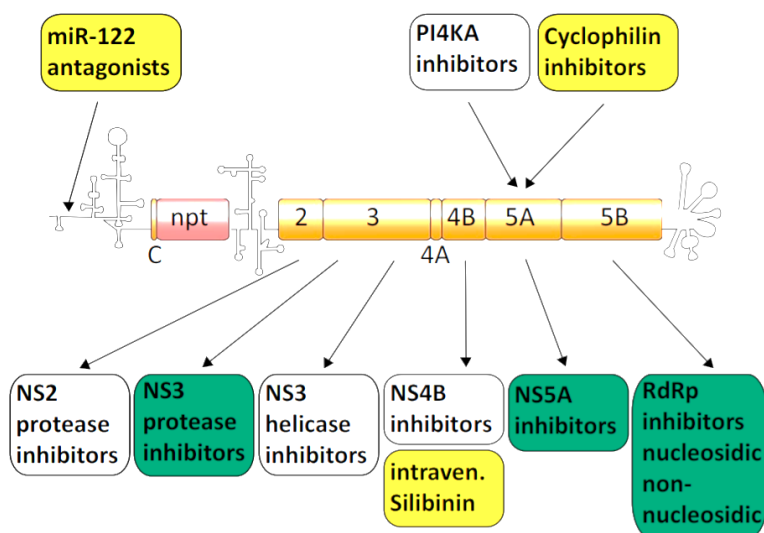 miR-122
antagonists
PI4KA
inhibitors
Cyclophilin
inhibitors
npt
2
3
4B
5A
5B
C
4A
NS2
protease
inhibitors
NS3
protease
inhibitors
NS3
helicase
inhibitors
NS4B
inhibitors
intraven.
Silibinin
NS5A
inhibitors
RdRp
inhibitors
nucleosidic
non-
nucleosidic